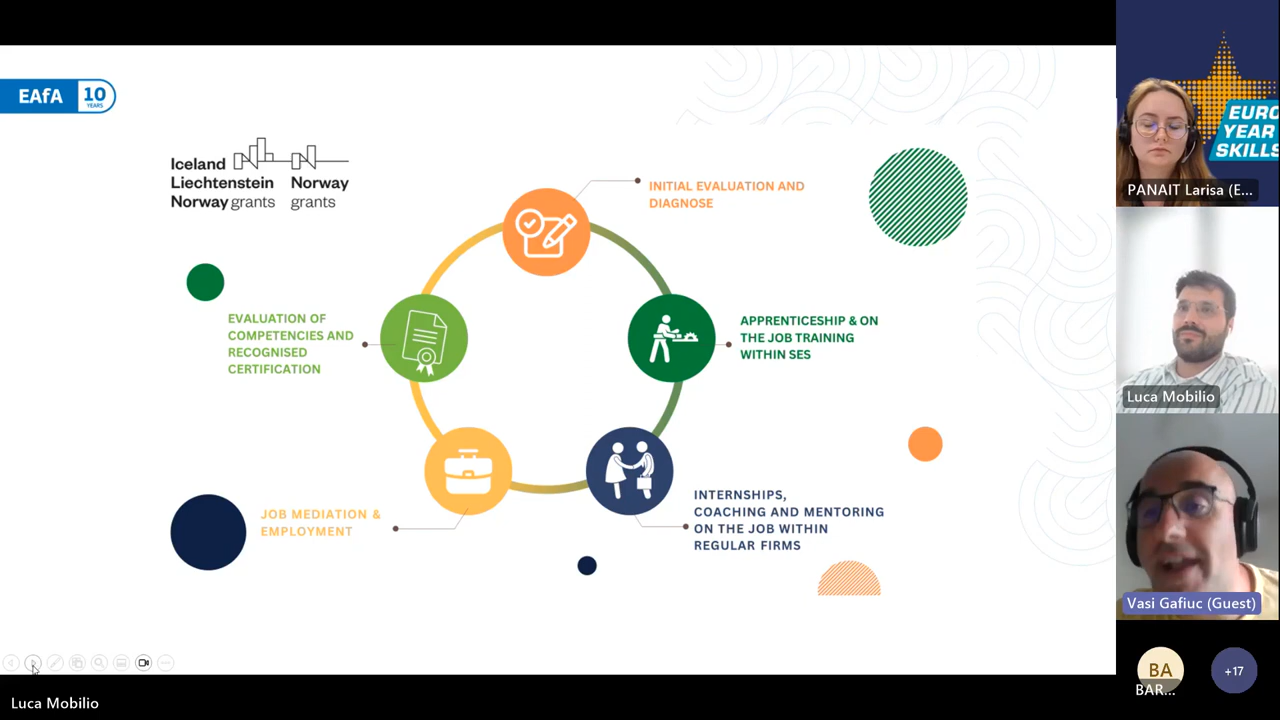 EAfA 10
YEARS
Iceland
Liechtenstein Norway
Norway grants grants
INITIAL EVALUATION AND
DIAGNOSE
EVALUATION OF
COMPETENCIES AND
RECOGNISED
CERTIFICATION
APPRENTICESHIP & ON
THE JOB TRAINING
WITHIN SES
JOB MEDIATION &
EMPLOYMENT
INTERNSHIPS,
COACHING AND MENTORING
ON THE JOB WITHIN
REGULAR FIRMS
EURO
YEAR
SKILLS
PANAIT Larisa (E...
Luca Mobilio
Vasi Gafiuc (Guest)
BA
BAR...
+17
Luca Mobilio